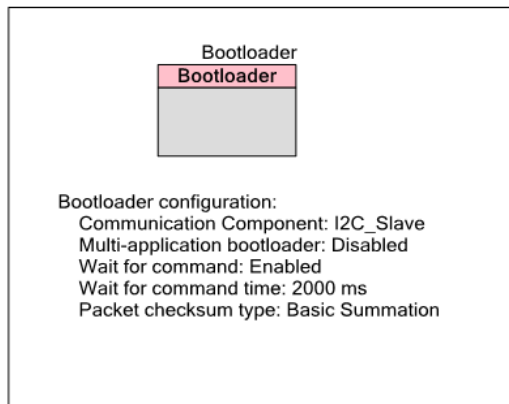 Bootloader
Bootloader
Bootloader configuration:
Communication Component: I2C_Slave
Multi-application bootloader: Disabled
Wait for command: Enabled
Wait for command time: 2000 ms
Packet checksum type: Basic Summation